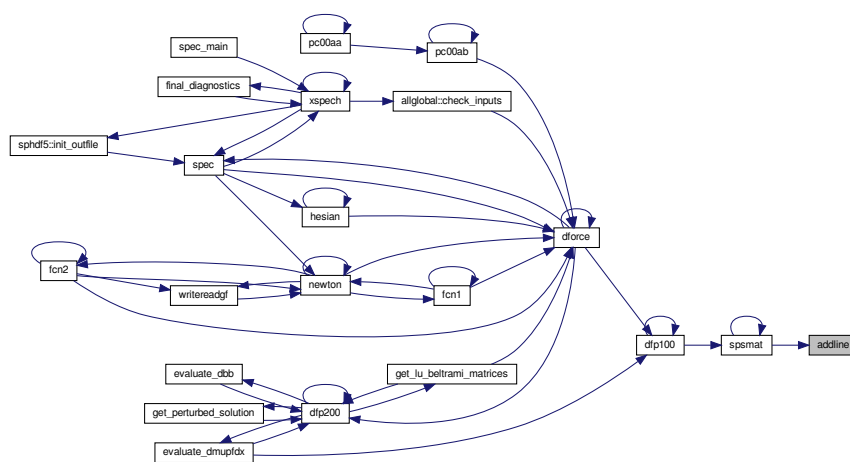 spec_main
pc00aa
pc00ab
final_diagnostics
xspech
allglobal::check_inputs
sphdf5::init_outfile
spec
hesian
dforce
fcn2
newton
writereadgf
fcn1
dfp100
spsmat
addline
evaluate_dbb
get_lu_beltrami_matrices
get_perturbed_solution
dfp200
evaluate_dmupfdx